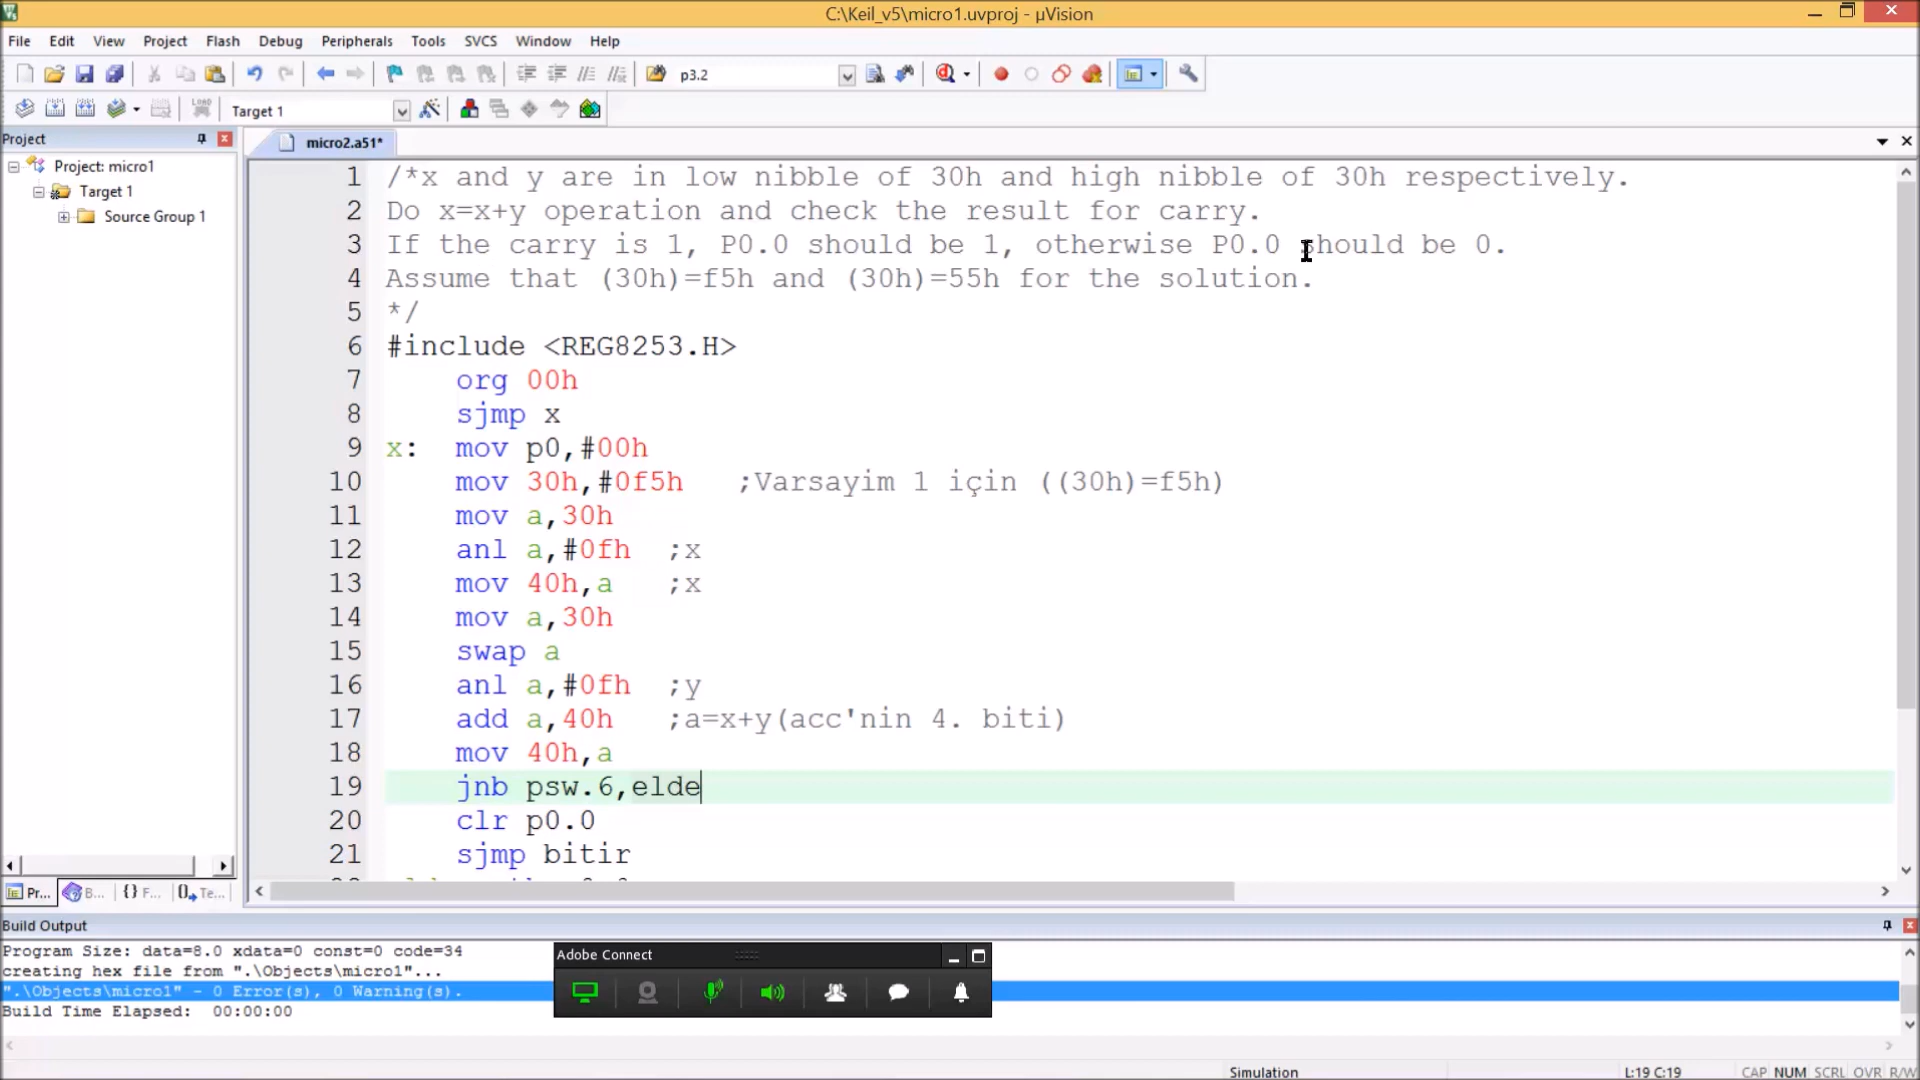 C:\Keil_v5\micro1.uvproj - µVision
File Edit View Project Flash Debug Peripherals Tools SVCS Window Help
p3.2
LOAD Target 1
Project
micro2.a51*
Project: micro1
Target 1
Source Group 1
1 /*x and y are in low nibble of 30h and high nibble of 30h respectively.
2 Do x=x+y operation and check the result for carry.
3 If the carry is 1, P0.0 should be 1, otherwise P0.0 should be 0.
4 Assume that (30h)=f5h and (30h)=55h for the solution.
5 */
6 #include <REG8253.H>
7 org 00h
8 sjmp x
9 x: mov p0,#00h
10 mov 30h,#0f5h ;Varsayim 1 için ((30h)=f5h)
11 mov a,30h
12 anl a,#0fh ;x
13 mov 40h,a ;x
14 mov a,30h
15 swap a
16 anl a,#0fh ;y
17 add a,40h ;a=x+y(acc'nin 4. biti)
18 mov 40h,a
19 jnb psw.6,elde
20 clr p0.0
21 sjmp bitir
Pr... B... {} F... Te...
Build Output
Program Size: data=8.0 xdata=0 const=0 code=34
creating hex file from ".\Objects\micro1"...
".\Objects\micro1" - 0 Error(s), 0 Warning(s).
Build Time Elapsed: 00:00:00
Adobe Connect
Simulation L:19 C:19 CAP NUM SCRL OVR R/W